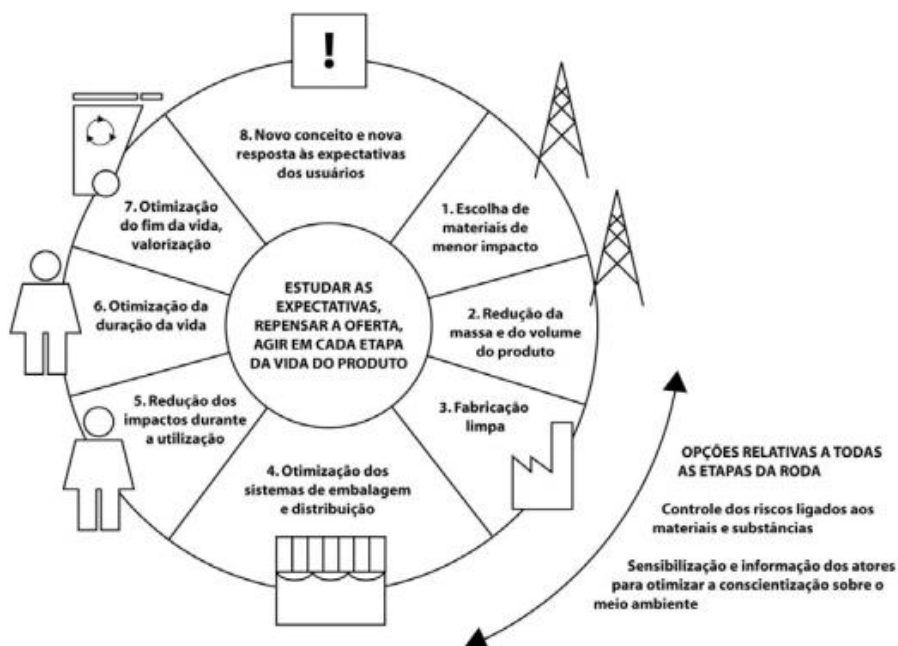 !
8. Novo conceito e nova
resposta às expectativas
dos usuários
1. Escolha de
materiais de
menor impacto
2. Redução da
massa e do volume
do produto
3. Fabricação
limpa
4. Otimização dos
sistemas de embalagem
e distribuição
5. Redução dos
impactos durante
a utilização
6. Otimização da
duração da vida
7. Otimização
do fim da vida,
valorização
ESTUDAR AS
EXPECTATIVAS,
REPENSAR A OFERTA,
AGIR EM CADA ETAPA
DA VIDA DO PRODUTO
OPÇÕES RELATIVAS A TODAS
AS ETAPAS DA RODA
Controle dos riscos ligados aos
materiais e substâncias
Sensibilização e informação dos atores
para otimizar a conscientização sobre o
meio ambiente